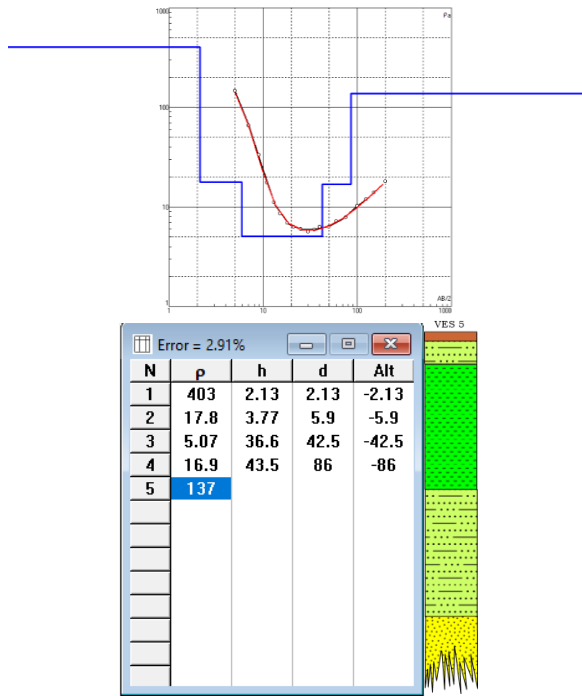 1000
Pa
100
10
1
1
10
100
AB/2
1000
VES 5
Error = 2.91%
N ρ h d Alt
1 403 2.13 2.13 -2.13
2 17.8 3.77 5.9 -5.9
3 5.07 36.6 42.5 -42.5
4 16.9 43.5 86 -86
5 137